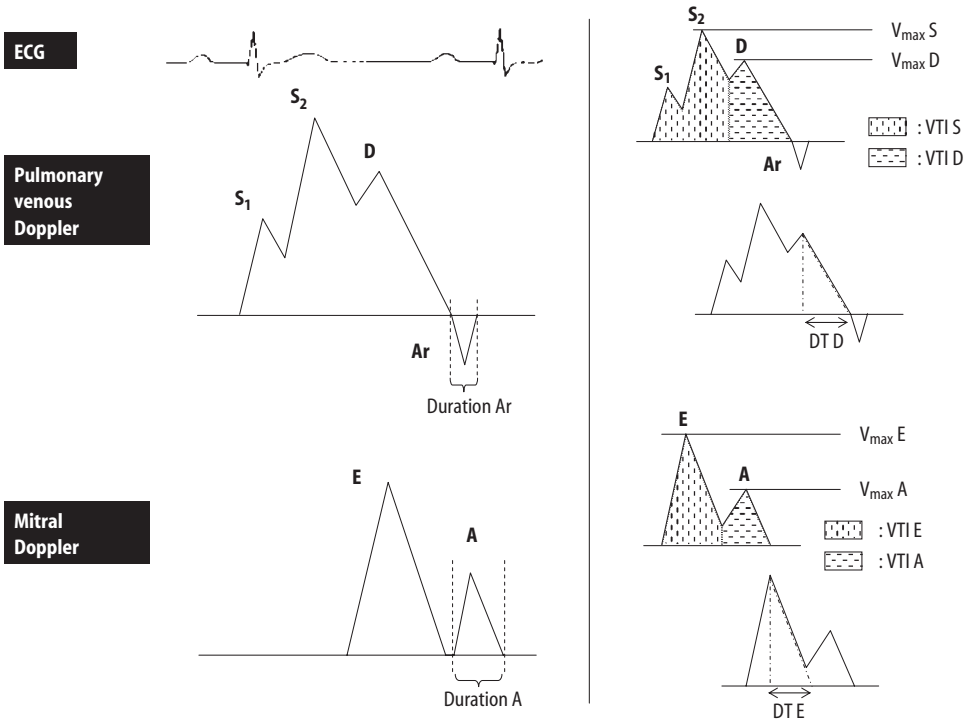 ECG
Pulmonary
venous
Doppler
S1
S2
D
Ar
Duration Ar
Mitral
Doppler
E
A
Duration A
S1
S2
D
Vmax S
Vmax D
: VTI S
: VTI D
Ar
DT D
E
A
Vmax E
Vmax A
: VTI E
: VTI A
DT E